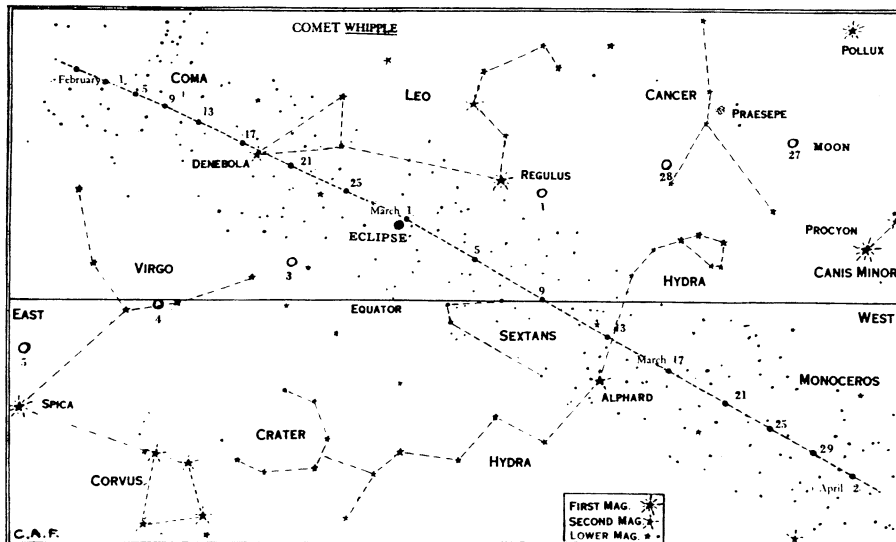 COMET WHIPPLE
POLLUX
February 1
COMA
5
9
LEO
CANCER
PRAESEPE
13
17
MOON
27
DENEBOLA
21
28
REGULUS
25
March 1
1
PROCYON
ECLIPSE
5
VIRGO
3
HYDRA
CANIS MINOR
9
EAST
4
EQUATOR
WEST
SEXTANS
13
5
March 17
MONOCEROS
SPICA
ALPHARD
21
25
CRATER
29
HYDRA
CORVUS.
April 2
FIRST MAG.
SECOND MAG.
LOWER MAG.
C.A.F.